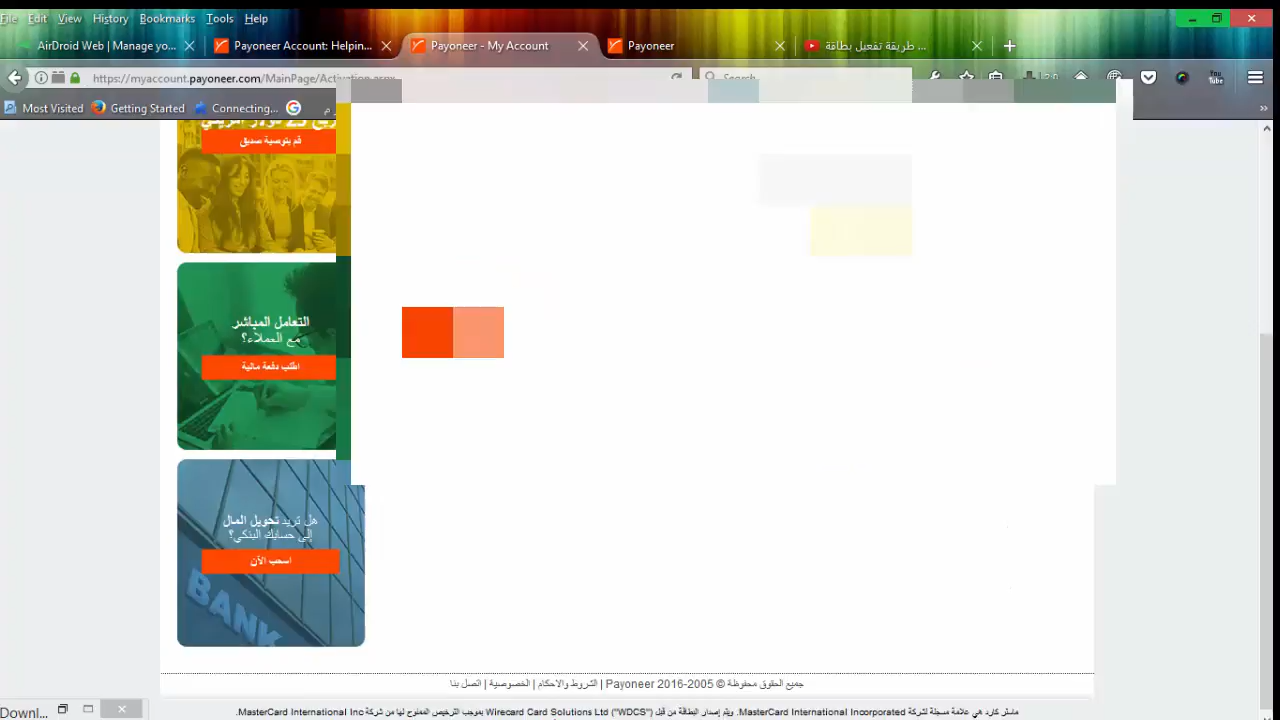 File Edit View History Bookmarks Tools Help
AirDroid Web | Manage yo...
Payoneer Account: Helpin...
Payoneer - My Account
Payoneer
طريقة تفعيل بطاقة ...
https://myaccount.payoneer.com/MainPage/Activation.aspx
Search
You Tube
Most Visited Getting Started Connecting...
قم بتوصية صديق
التعامل المباشر
مع العملاء؟
اطلب دفعة مالية
هل تريد تحويل المال
إلى حسابك البنكي؟
اسحب الآن
BANK
جميع الحقوق محفوظة © Payoneer 2016-2005 | الشروط والاحكام | الخصوصية | اتصل بنا
ماستر كارد هي علامة مسجلة لشركة MasterCard International Incorporated. ويتم إصدار البطاقة من قبل Wirecard Card Solutions Ltd ("WDCS") بموجب الترخيص الممنوح لها من شركة MasterCard International Inc.
Downl...